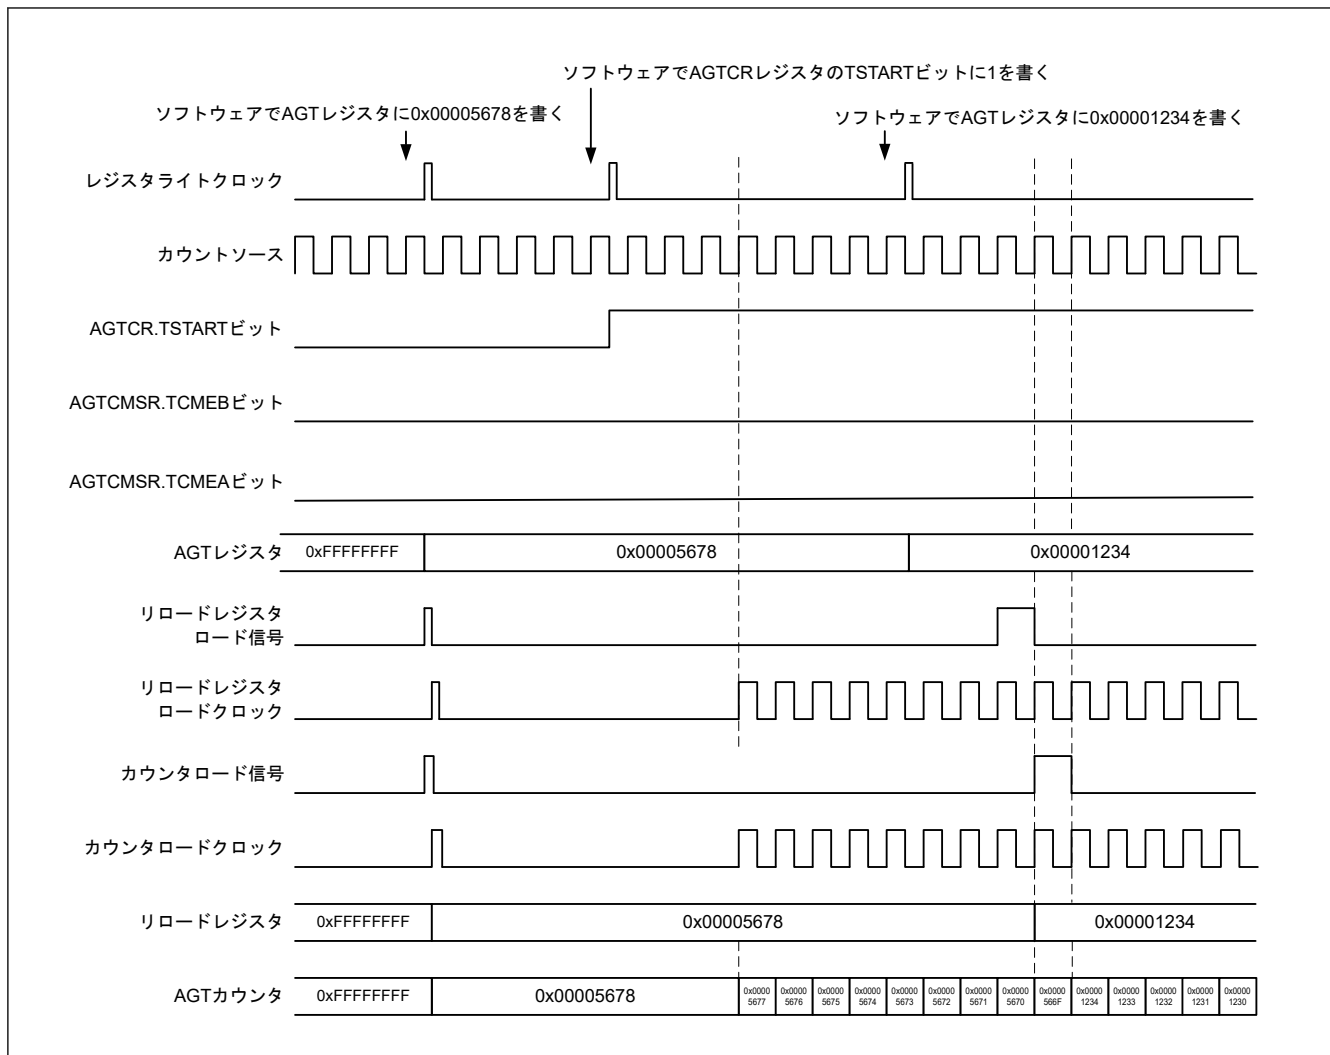 ソフトウェアでAGTCRレジスタのTSTARTビットに1を書く
ソフトウェアでAGTレジスタに0x00005678を書く
ソフトウェアでAGTレジスタに0x00001234を書く
レジスタライトクロック
カウントソース
AGTCR.TSTARTビット
AGTCMSR.TCMEBビット
AGTCMSR.TCMEAビット
AGTレジスタ 0xFFFFFFFF 0x00005678 0x00001234
リロードレジスタ
ロード信号
リロードレジスタ
ロードクロック
カウンタロード信号
カウンタロードクロック
リロードレジスタ 0xFFFFFFFF 0x00005678 0x00001234
AGTカウンタ 0xFFFFFFFF 0x00005678
0x0000 0x0000 0x0000 0x0000 0x0000 0x0000 0x0000 0x0000 0x0000 0x0000 0x0000 0x0000 0x0000 0x0000
5677 5676 5675 5674 5673 5672 5671 5670 566F 1234 1233 1232 1231 1230